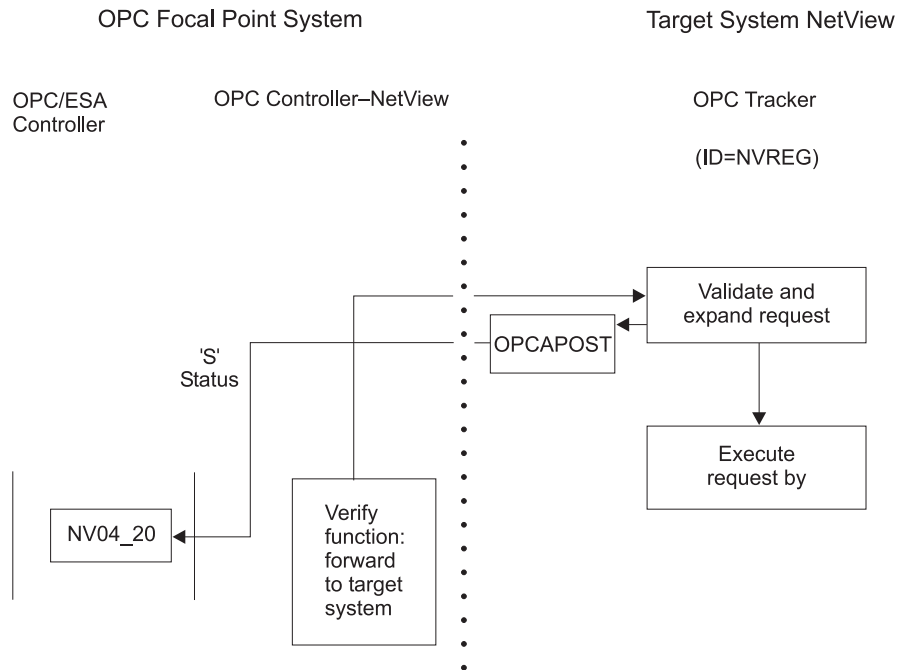 OPC Focal Point System
Target System NetView
OPC/ESA
Controller
OPC Controller–NetView
OPC Tracker
(ID=NVREG)
Validate and
expand request
OPCAPOST
'S'
Status
Execute
request by
NV04_20
Verify
function:
forward
to target
system